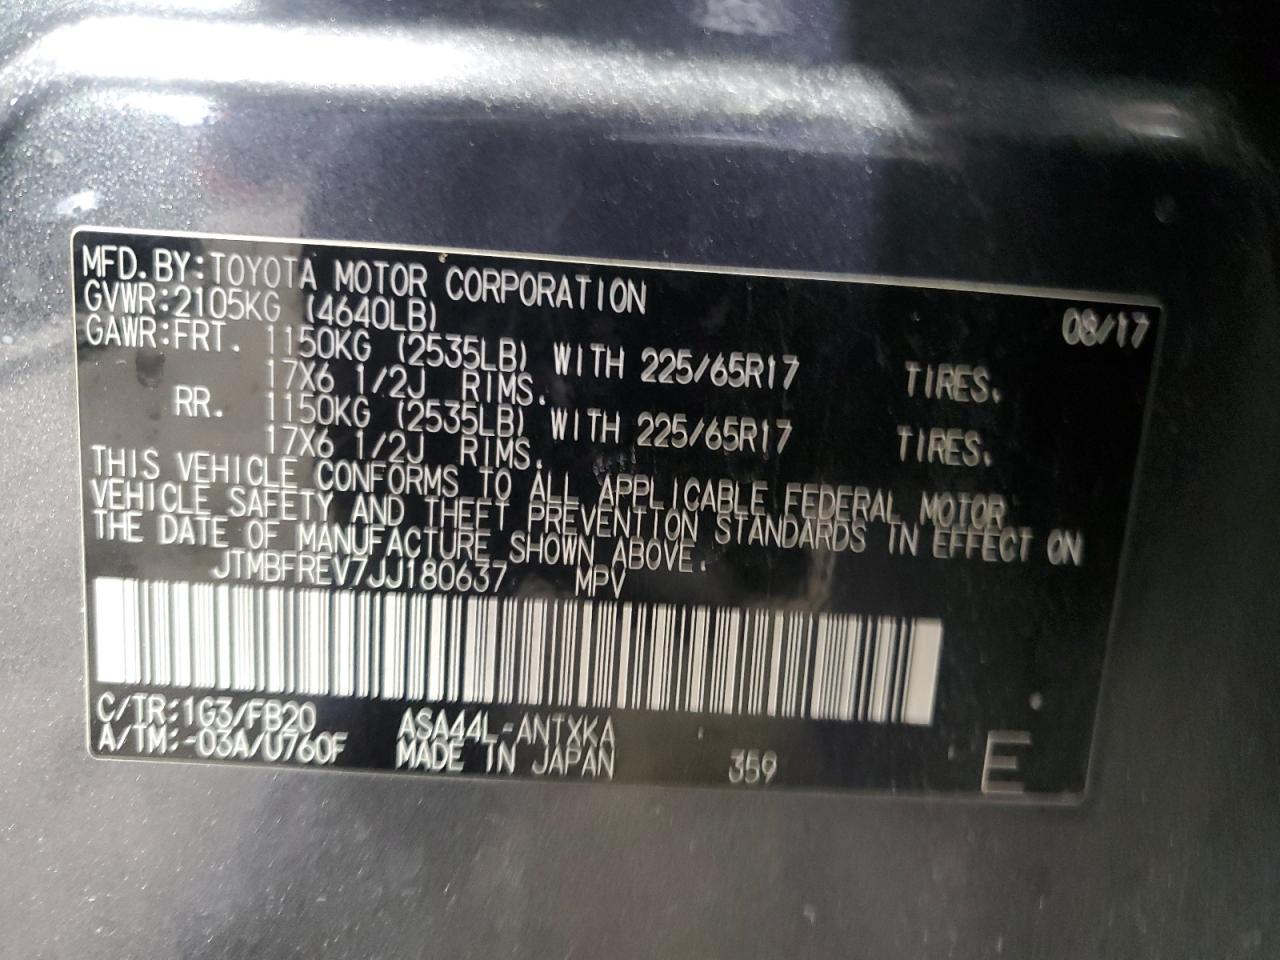 MFD.BY:TOYOTA MOTOR CORPORATION 08/17
GVWR:2105KG (4640LB)
GAWR:FRT. 1150KG (2535LB) WITH 225/65R17 TIRES.
17X6 1/2J RIMS.
RR. 1150KG (2535LB) WITH 225/65R17 TIRES.
17X6 1/2J RIMS.
THIS VEHICLE CONFORMS TO ALL APPLICABLE FEDERAL MOTOR
VEHICLE SAFETY AND THEFT PREVENTION STANDARDS IN EFFECT ON
THE DATE OF MANUFACTURE SHOWN ABOVE.
JTMBFREV7JJ180637 MPV
C/TR:1G3/FB20 ASA44L-ANTXKA
A/TM:-03A/U760F MADE IN JAPAN 359 E